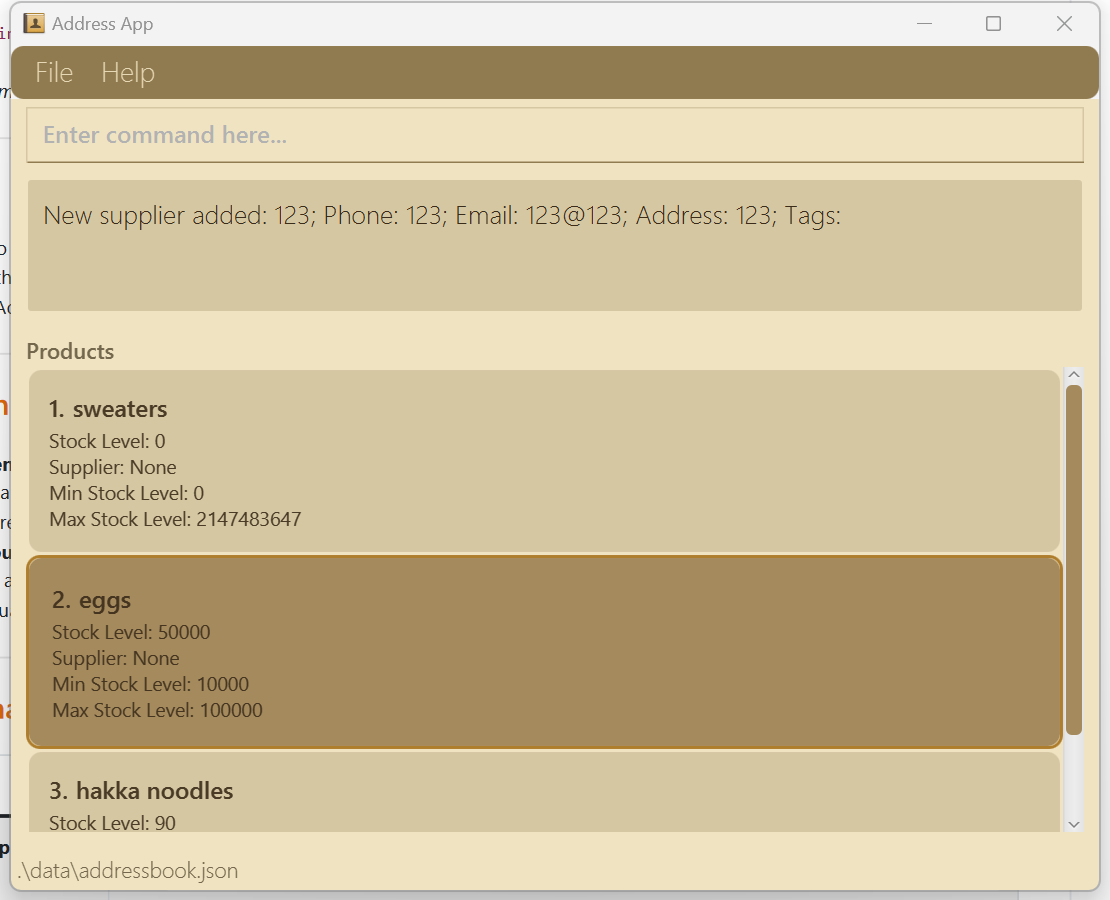 Address App
File Help
Enter command here...
New supplier added: 123; Phone: 123; Email: 123@123; Address: 123; Tags:
Products
1. sweaters
Stock Level: 0
Supplier: None
Min Stock Level: 0
Max Stock Level: 2147483647
2. eggs
Stock Level: 50000
Supplier: None
Min Stock Level: 10000
Max Stock Level: 100000
3. hakka noodles
Stock Level: 90
.\data\addressbook.json